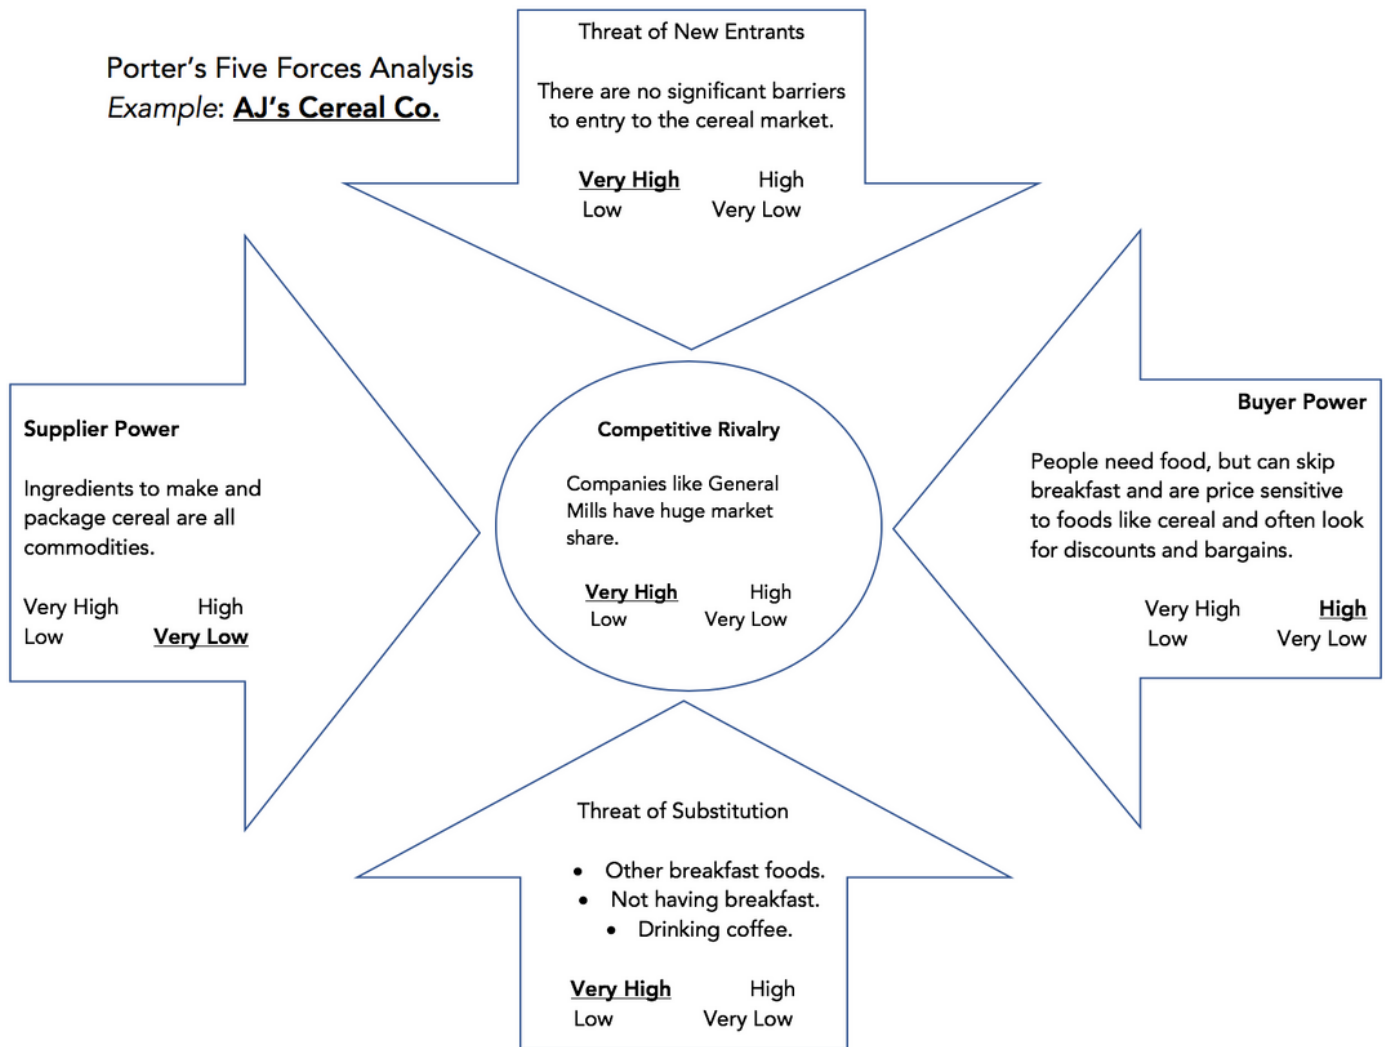 Porter's Five Forces Analysis
Example: AJ's Cereal Co.
Threat of New Entrants
There are no significant barriers
to entry to the cereal market.
Very High High
Low Very Low
Supplier Power
Ingredients to make and
package cereal are all
commodities.
Very High High
Low Very Low
Competitive Rivalry
Companies like General
Mills have huge market
share.
Very High High
Low Very Low
Buyer Power
People need food, but can skip
breakfast and are price sensitive
to foods like cereal and often look
for discounts and bargains.
Very High High
Low Very Low
Threat of Substitution
• Other breakfast foods.
• Not having breakfast.
• Drinking coffee.
Very High High
Low Very Low